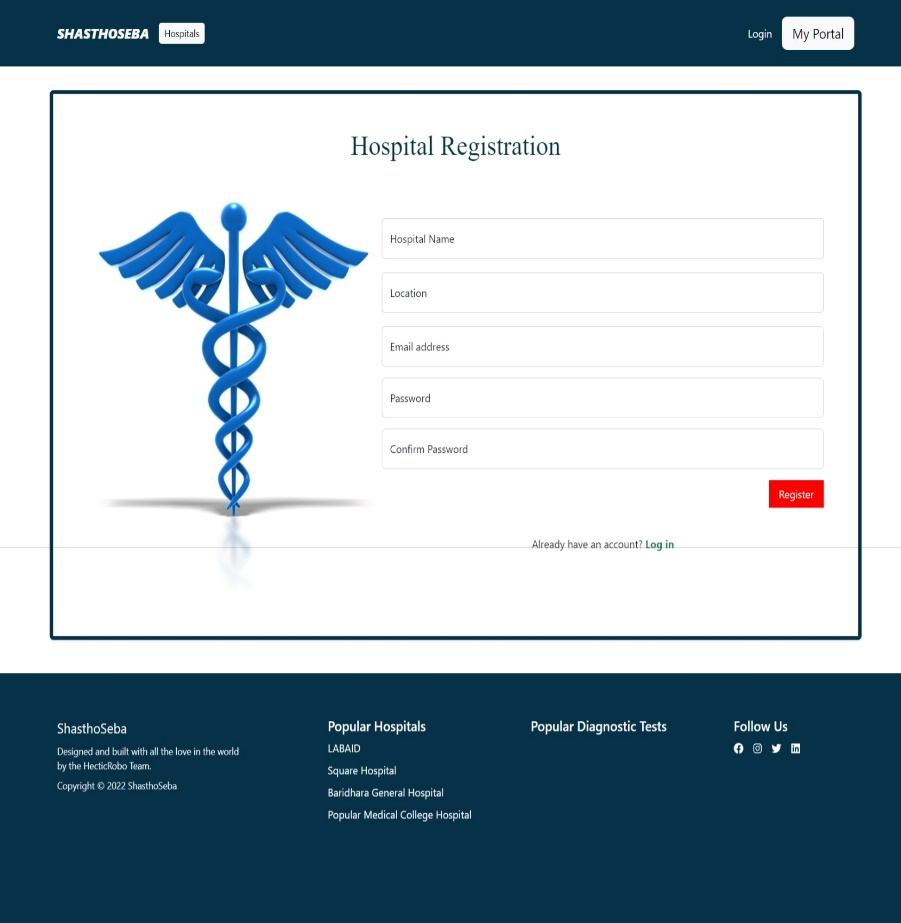 SHASTHOSEBA Hospitals Login My Portal
Hospital Registration
Hospital Name
Location
Email address
Password
Confirm Password
Register
Already have an account? Log in
ShasthoSeba
Designed and built with all the love in the world
by the HecticRobo Team.
Copyright © 2022 ShasthoSeba
Popular Hospitals
LABAID
Square Hospital
Baridhara General Hospital
Popular Medical College Hospital
Popular Diagnostic Tests
Follow Us